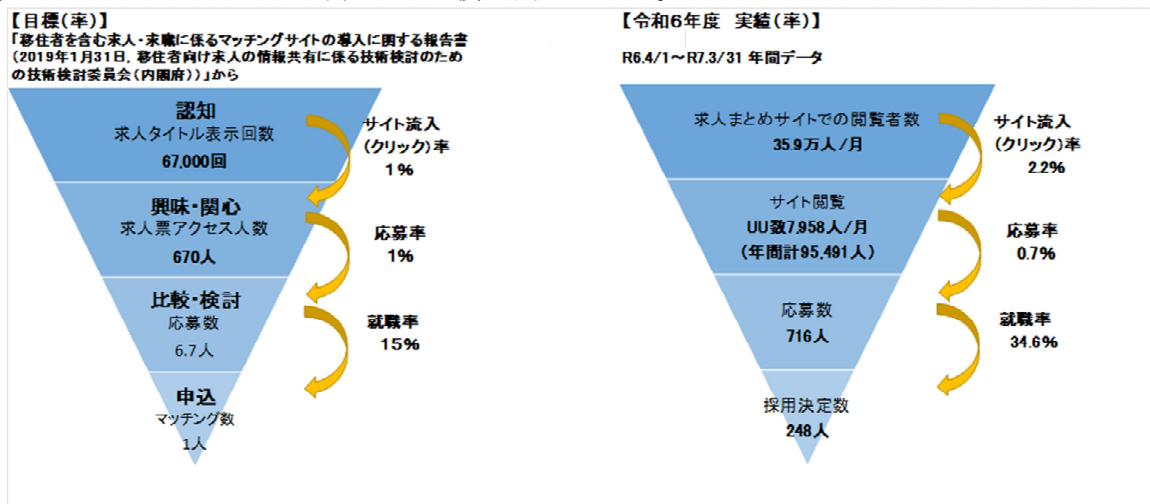 【目標(率)】
「移住者を含む求人・求職に係るマッチングサイトの導入に関する報告書
(2019年1月31日, 移住者向け求人の情報共有に係る技術検討のため
の技術検討委員会(内閣府))」から
認知
求人タイトル表示回数
67,000回
サイト流入
(クリック)率
1%
興味・関心
求人票アクセス人数
670人
応募率
1%
比較・検討
応募数
6.7人
就職率
15%
申込
マッチング数
1人
【令和6年度 実績(率)】
R6.4/1~R7.3/31 年間データ
求人まとめサイトでの閲覧者数
35.9万人/月
サイト流入
(クリック)率
2.2%
サイト閲覧
UU数7,958人/月
(年間計95,491人)
応募率
0.7%
応募数
716人
就職率
34.6%
採用決定数
248人